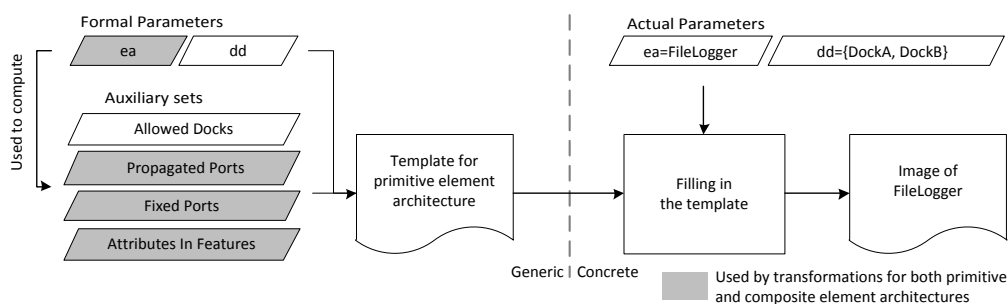 Formal Parameters
ea
dd
Used to compute
Auxiliary sets
Allowed Docks
Propagated Ports
Fixed Ports
Attributes In Features
Template for
primitive element
architecture
Generic
Concrete
Actual Parameters
ea=FileLogger
dd={DockA, DockB}
Filling in
the template
Image of
FileLogger
Used by transformations for both primitive
and composite element architectures